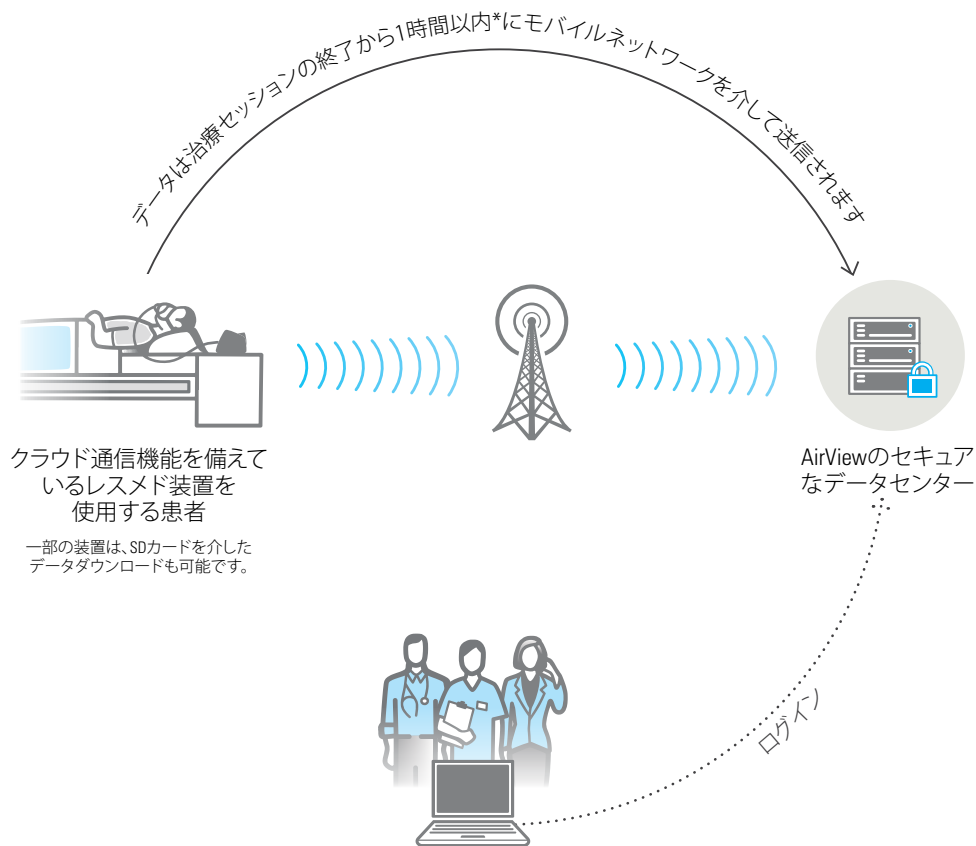 データは治療セッションの終了から1時間以内*にモバイルネットワークを介して送信されます
クラウド通信機能を備えて
いるレスメド装置を
使用する患者
一部の装置は、SDカードを介した
データダウンロードも可能です。
AirViewのセキュア
なデータセンター
ログイン